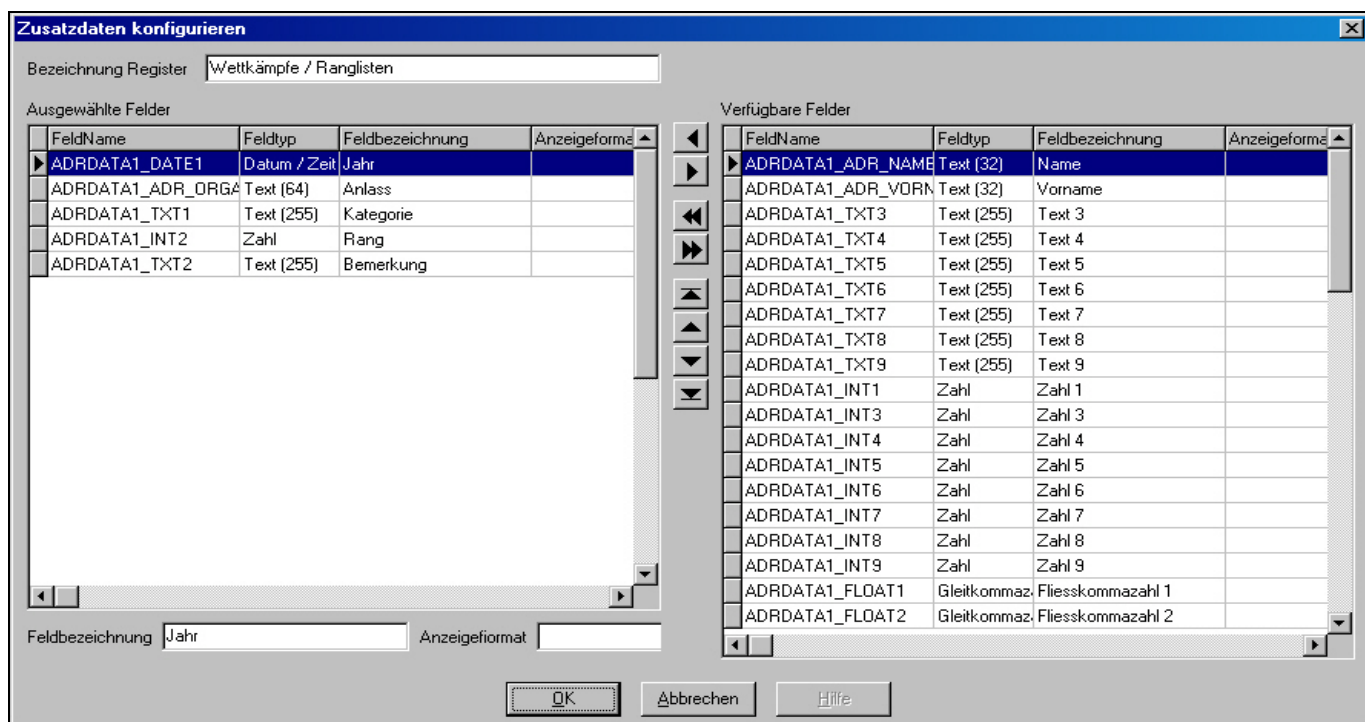 Zusatzdaten konfigurieren
Bezeichnung Register Wettkämpfe / Ranglisten
Ausgewählte Felder
FeldName Feldtyp Feldbezeichnung Anzeigeforma
ADRDATA1_DATE1 Datum / Zeit Jahr
ADRDATA1_ADR_ORGA Text (64) Anlass
ADRDATA1_TXT1 Text (255) Kategorie
ADRDATA1_INT2 Zahl Rang
ADRDATA1_TXT2 Text (255) Bemerkung
Feldbezeichnung Jahr Anzeigefiormat
Verfügbare Felder
FeldName Feldtyp Feldbezeichnung Anzeigeforma
ADRDATA1_ADR_NAME Text (32) Name
ADRDATA1_ADR_VORN Text (32) Vorname
ADRDATA1_TXT3 Text (255) Text 3
ADRDATA1_TXT4 Text (255) Text 4
ADRDATA1_TXT5 Text (255) Text 5
ADRDATA1_TXT6 Text (255) Text 6
ADRDATA1_TXT7 Text (255) Text 7
ADRDATA1_TXT8 Text (255) Text 8
ADRDATA1_TXT9 Text (255) Text 9
ADRDATA1_INT1 Zahl Zahl 1
ADRDATA1_INT3 Zahl Zahl 3
ADRDATA1_INT4 Zahl Zahl 4
ADRDATA1_INT5 Zahl Zahl 5
ADRDATA1_INT6 Zahl Zahl 6
ADRDATA1_INT7 Zahl Zahl 7
ADRDATA1_INT8 Zahl Zahl 8
ADRDATA1_INT9 Zahl Zahl 9
ADRDATA1_FLOAT1 Gleitkommaz Fliesskommazahl 1
ADRDATA1_FLOAT2 Gleitkommaz Fliesskommazahl 2
OK Abbrechen Hilfe